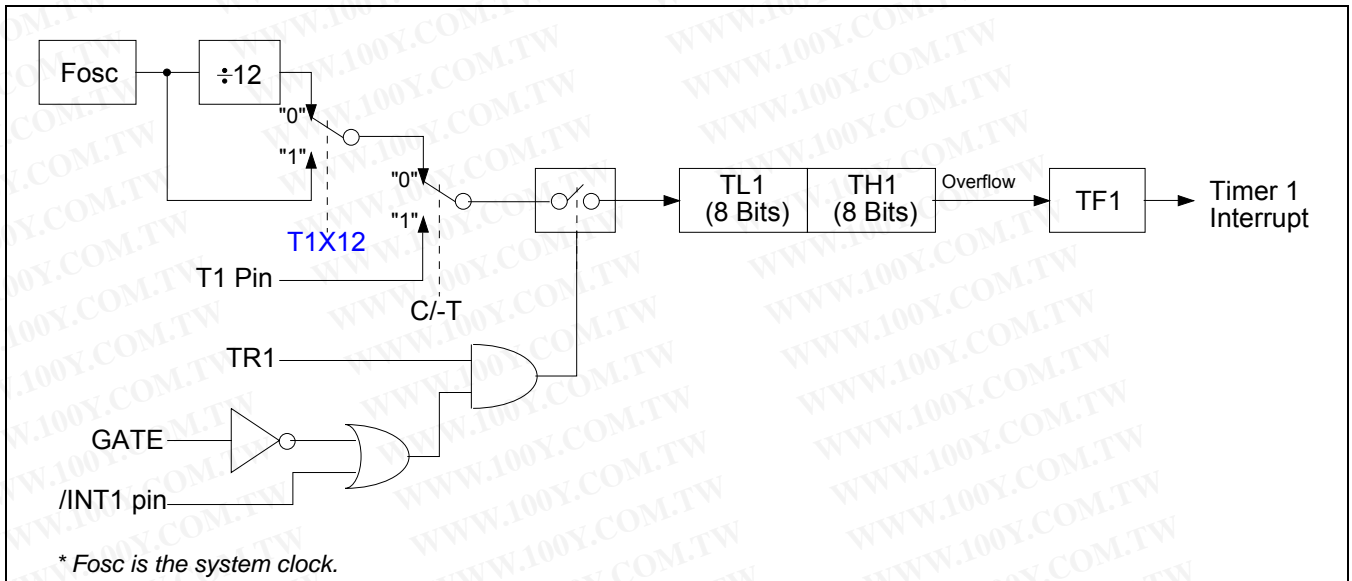 Fosc
÷12
"0"
"1"
T1X12
"0"
"1"
T1 Pin
C/-T
TL1
(8 Bits)
TH1
(8 Bits)
Overflow
TF1
Timer 1
Interrupt
TR1
GATE
/INT1 pin
* Fosc is the system clock.
WWW.100Y.COM.TW